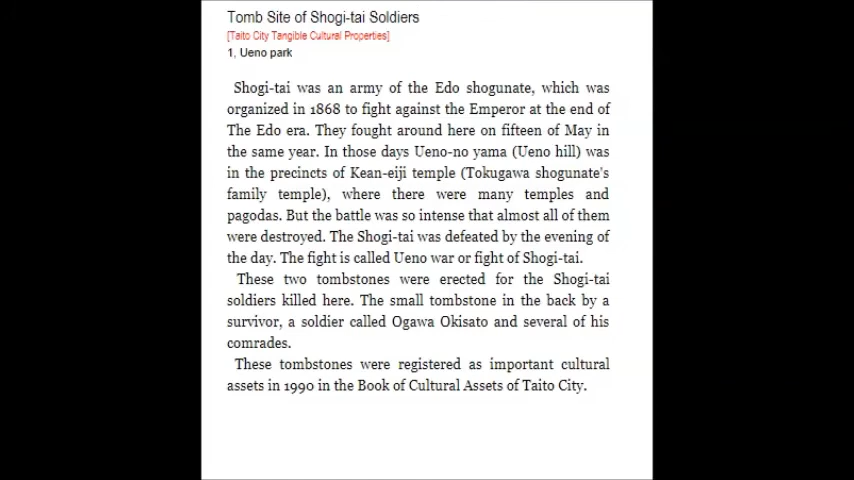 Tomb Site of Shogi-tai Soldiers
[Taito City Tangible Cultural Properties]
1, Ueno park
Shogi-tai was an army of the Edo shogunate, which was
organized in 1868 to fight against the Emperor at the end of
The Edo era. They fought around here on fifteen of May in
the same year. In those days Ueno-no yama (Ueno hill) was
in the precincts of Kean-eiji temple (Tokugawa shogunate's
family temple), where there were many temples and
pagodas. But the battle was so intense that almost all of them
were destroyed. The Shogi-tai was defeated by the evening of
the day. The fight is called Ueno war or fight of Shogi-tai.
These two tombstones were erected for the Shogi-tai
soldiers killed here. The small tombstone in the back by a
survivor, a soldier called Ogawa Okisato and several of his
comrades.
These tombstones were registered as important cultural
assets in 1990 in the Book of Cultural Assets of Taito City.